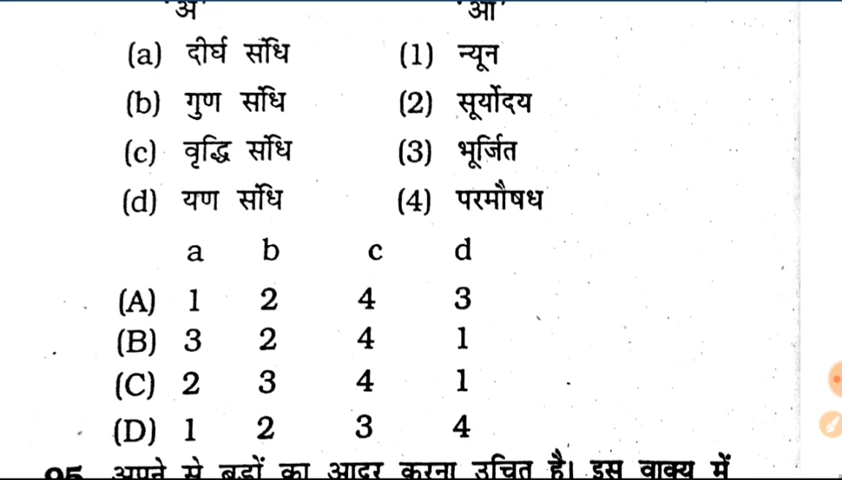 'अ' 'आ'
(a) दीर्घ संधि (1) न्यून
(b) गुण संधि (2) सूर्योदय
(c) वृद्धि संधि (3) भूर्जित
(d) यण संधि (4) परमौषध
a b c d
(A) 1 2 4 3
(B) 3 2 4 1
(C) 2 3 4 1
(D) 1 2 3 4
95. अपने से बड़ों का आदर करना उचित है। इस वाक्य में